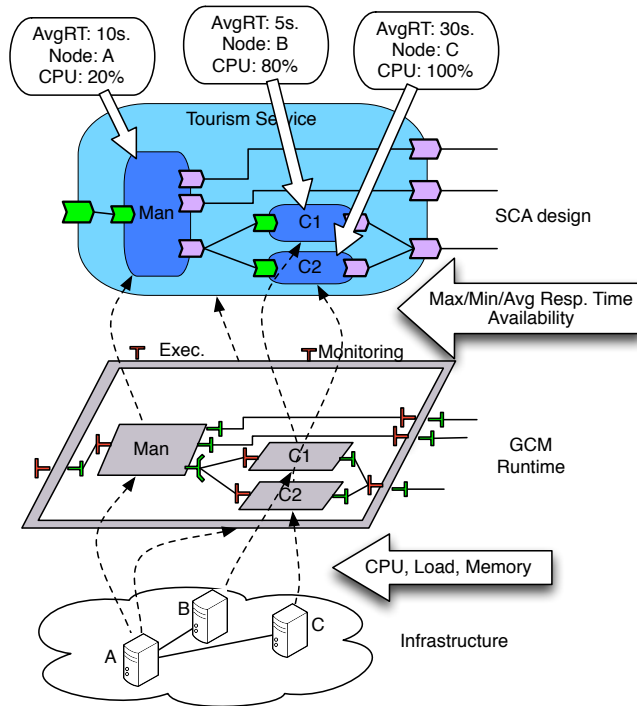 AvgRT: 10s.
Node: A
CPU: 20%
AvgRT: 5s.
Node: B
CPU: 80%
AvgRT: 30s.
Node: C
CPU: 100%
Tourism Service
Man
C1
C2
SCA design
Max/Min/Avg Resp. Time
Availability
Exec.
Monitoring
Man
C1
C2
GCM
Runtime
CPU, Load, Memory
B
C
A
Infrastructure